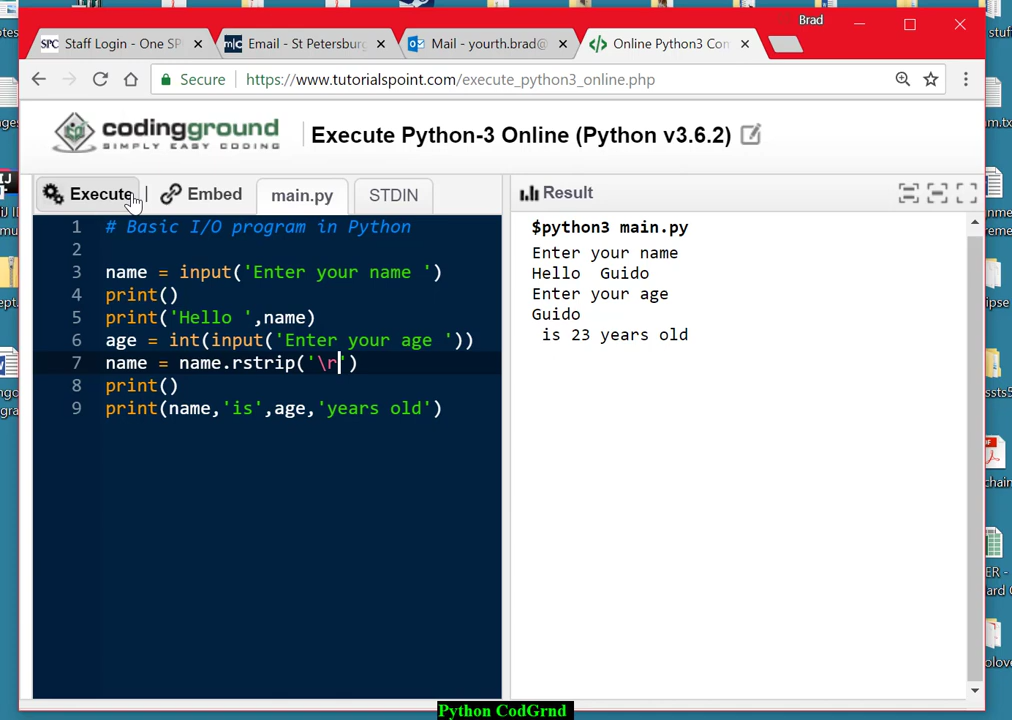 Brad
Staff Login - One SP
Email - St Petersburg
Mail - yourth.brad@
Online Python3 Com
Secure
https://www.tutorialspoint.com/execute_python3_online.php
codingground
SIMPLY EASY CODING
Execute Python-3 Online (Python v3.6.2)
Execute | Embed main.py STDIN
Result
1 # Basic I/O program in Python
2
3 name = input('Enter your name ')
4 print()
5 print('Hello ',name)
6 age = int(input('Enter your age '))
7 name = name.rstrip('\r')
8 print()
9 print(name,'is',age,'years old')
$python3 main.py
Enter your name
Hello  Guido
Enter your age
Guido
 is 23 years old
Python CodGrnd